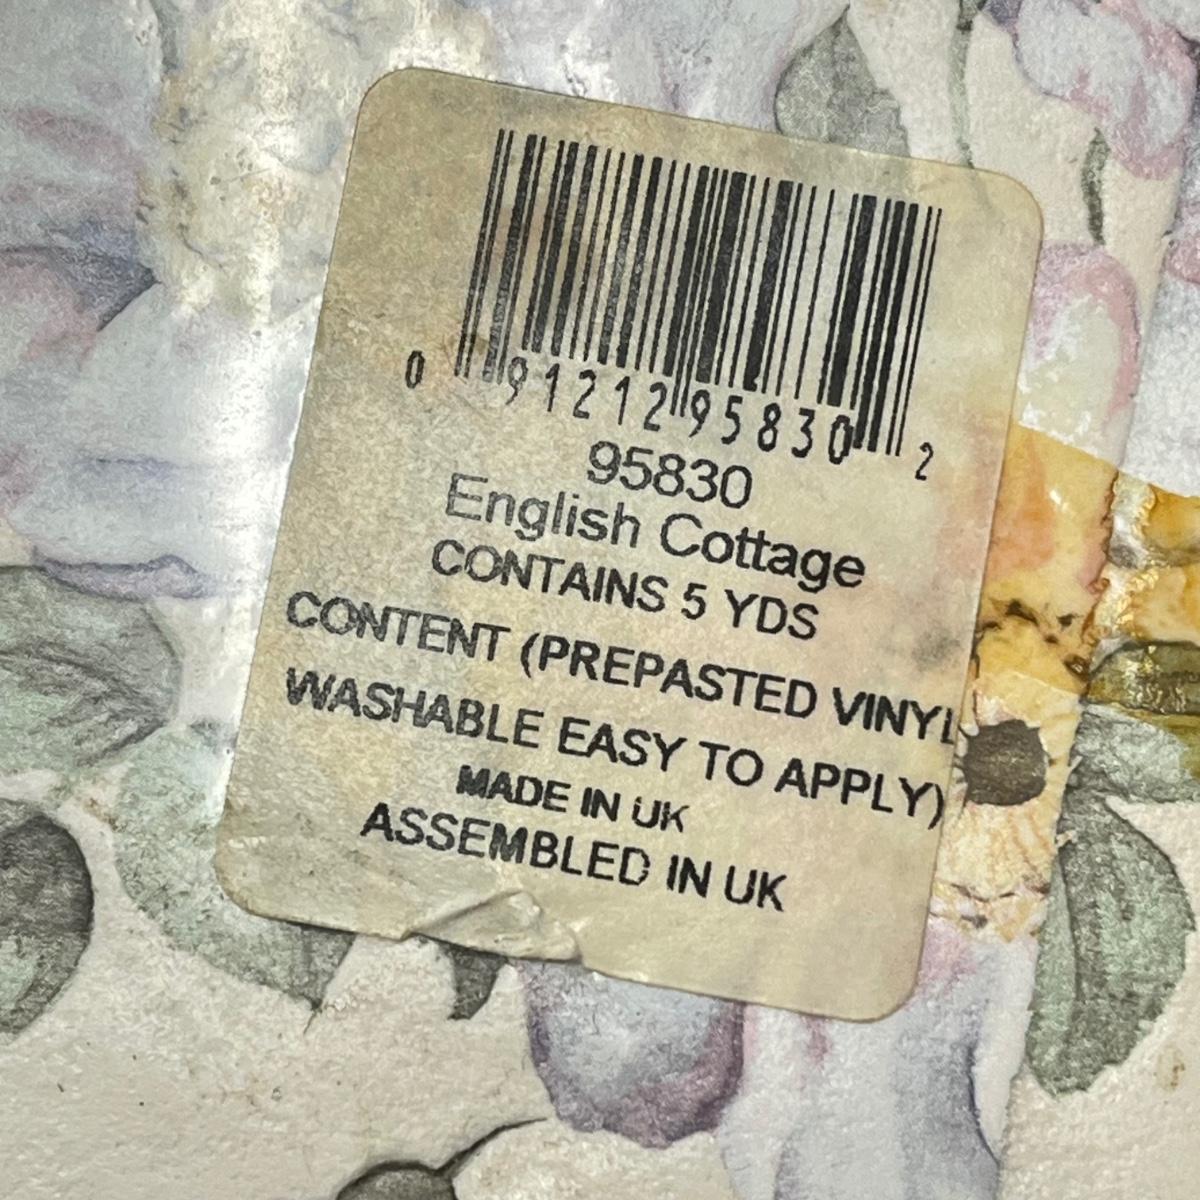 0 91212 95830 2
95830
English Cottage
CONTAINS 5 YDS
CONTENT (PREPASTED VINYL
WASHABLE EASY TO APPLY)
MADE IN UK
ASSEMBLED IN UK